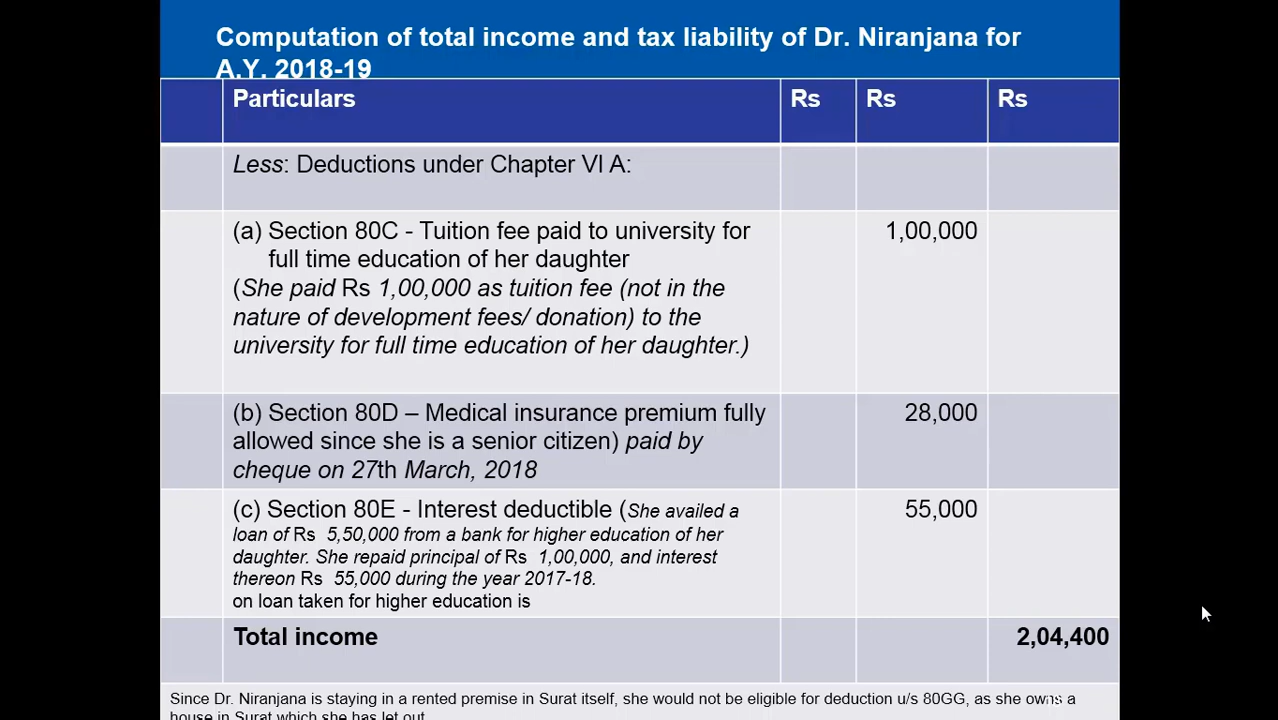 Computation of total income and tax liability of Dr. Niranjana for
A.Y. 2018-19
Particulars Rs Rs Rs
Less: Deductions under Chapter VI A:
(a) Section 80C - Tuition fee paid to university for 1,00,000
full time education of her daughter
(She paid Rs 1,00,000 as tuition fee (not in the
nature of development fees/ donation) to the
university for full time education of her daughter.)
(b) Section 80D – Medical insurance premium fully 28,000
allowed since she is a senior citizen) paid by
cheque on 27th March, 2018
(c) Section 80E - Interest deductible (She availed a 55,000
loan of Rs 5,50,000 from a bank for higher education of her
daughter. She repaid principal of Rs 1,00,000, and interest
thereon Rs 55,000 during the year 2017-18.
on loan taken for higher education is
Total income 2,04,400
Since Dr. Niranjana is staying in a rented premise in Surat itself, she would not be eligible for deduction u/s 80GG, as she owns a
house in Surat which she has let out.